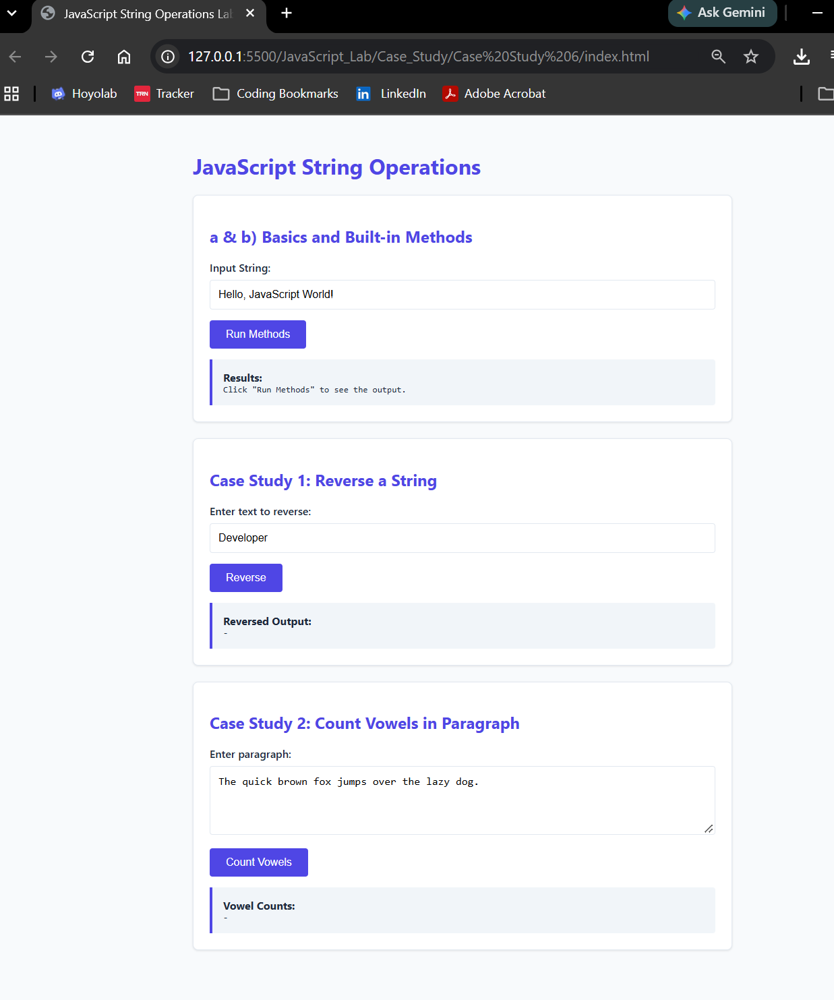 JavaScript String Operations Lab
Ask Gemini
127.0.0.1:5500/JavaScript_Lab/Case_Study/Case%20Study%206/index.html
Hoyolab
TRN Tracker
Coding Bookmarks
in LinkedIn
Adobe Acrobat
JavaScript String Operations
a & b) Basics and Built-in Methods
Input String:
Hello, JavaScript World!
Run Methods
Results:
Click "Run Methods" to see the output.
Case Study 1: Reverse a String
Enter text to reverse:
Developer
Reverse
Reversed Output:
-
Case Study 2: Count Vowels in Paragraph
Enter paragraph:
The quick brown fox jumps over the lazy dog.
Count Vowels
Vowel Counts:
-